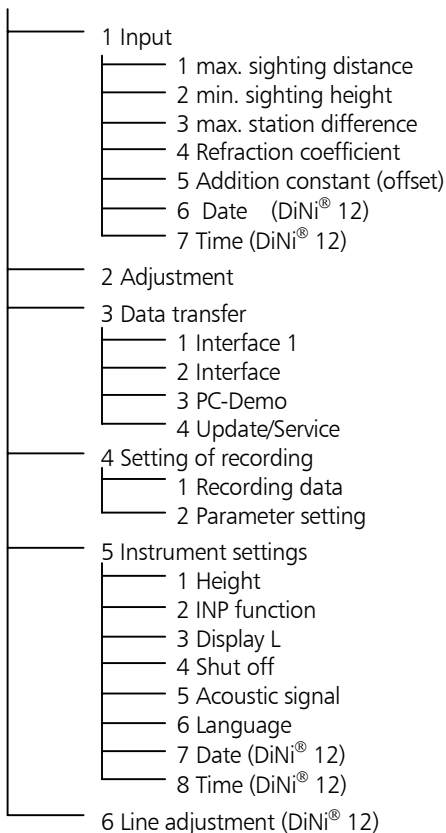 1 Input
1 max. sighting distance
2 min. sighting height
3 max. station difference
4 Refraction coefficient
5 Addition constant (offset)
6 Date (DiNi® 12)
7 Time (DiNi® 12)
2 Adjustment
3 Data transfer
1 Interface 1
2 Interface
3 PC-Demo
4 Update/Service
4 Setting of recording
1 Recording data
2 Parameter setting
5 Instrument settings
1 Height
2 INP function
3 Display L
4 Shut off
5 Acoustic signal
6 Language
7 Date (DiNi® 12)
8 Time (DiNi® 12)
6 Line adjustment (DiNi® 12)